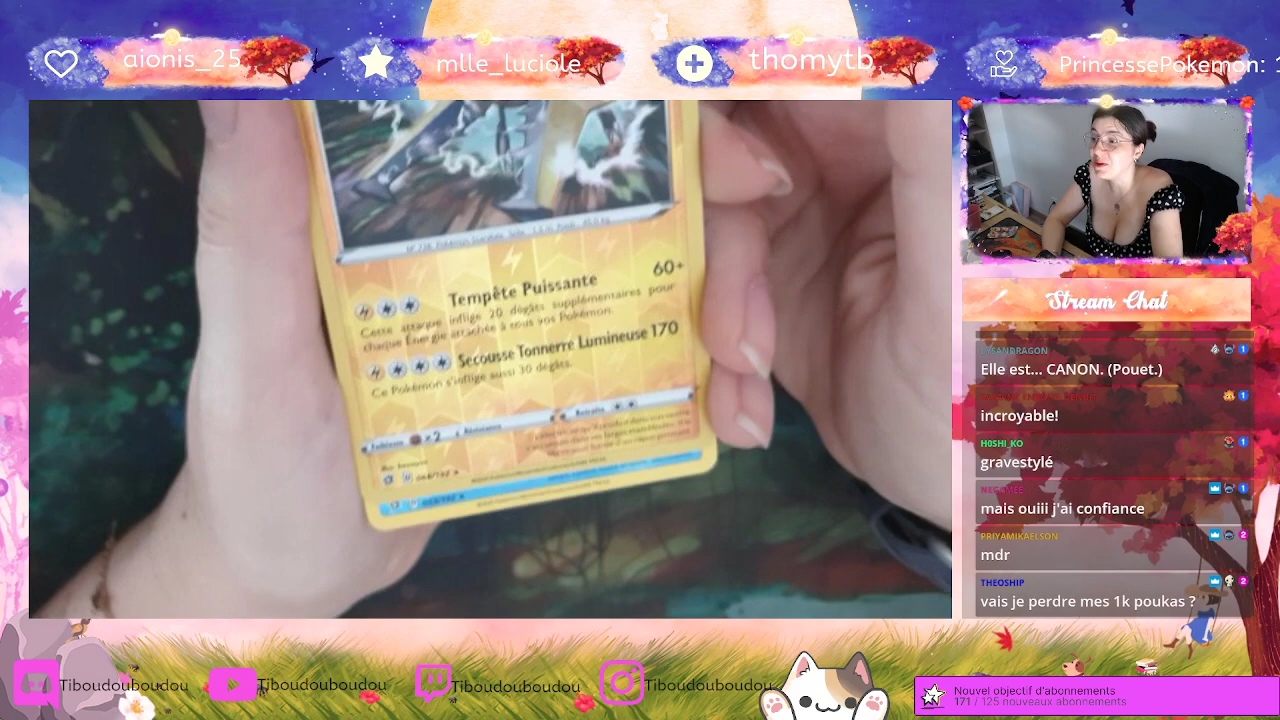 aionis_25
mlle_luciole
thomytb
PrincessePokemon: 1
Tempête Puissante 60+
Cette attaque inflige 20 dégâts supplémentaires pour
chaque Énergie attachée à tous vos Pokémon.
Secousse Tonnerre Lumineuse 170
Ce Pokémon s'inflige aussi 30 dégâts.
Faiblesse ×2 Résistance Retraite
Stream Chat
Elle est... CANON. (Pouet.)
incroyable!
H0SHI_KO
gravestylé
mais ouiii j'ai confiance
PRIYAMIKAELSON
mdr
THEOSHIP
vais je perdre mes 1k poukas ?
Tiboudouboudou
Tiboudouboudou
Tiboudouboudou
Tiboudouboudou
Nouvel objectif d'abonnements
171 / 125 nouveaux abonnements